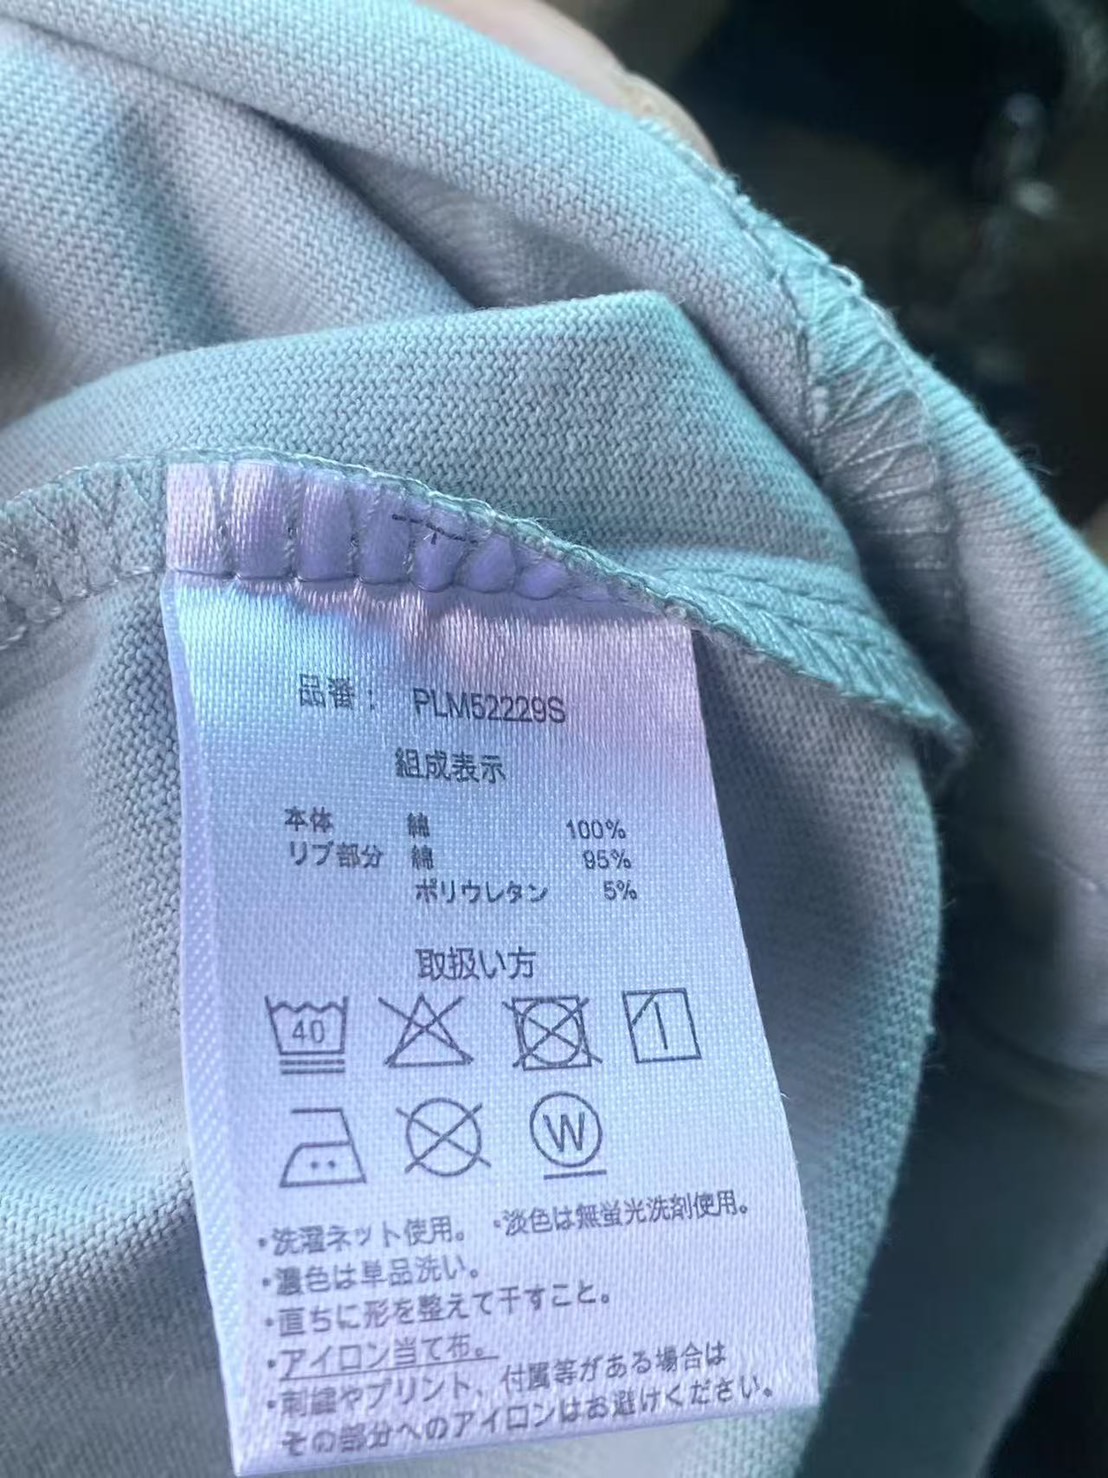 品番： PLM52229S
組成表示
本体 綿 100%
リブ部分 綿 95%
ポリウレタン 5%
取扱い方
40
W
・洗濯ネット使用。 ・淡色は無蛍光洗剤使用。
・濃色は単品洗い。
・直ちに形を整えて干すこと。
・アイロン当て布。
・刺繍やプリント、付属等がある場合は
その部分へのアイロンはお避けください。